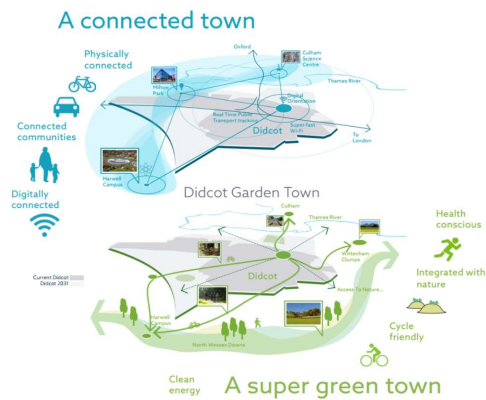 A connected town
Physically
connected
Oxford
Culham
Science
Centre
Thames River
Milton
Park
Digital
Orientation
Real Time Public
Transport tracking
Didcot
Super-fast
Wi-Fi
To
London
Connected
communities
Harwell
Campus
Digitally
connected
Didcot Garden Town
Culham
Thames River
Health
conscious
Wittenham
Clumps
Didcot
Integrated with
nature
Current Didcot
Didcot 2031
Access To Nature...
Harwell
Campus
Cycle
friendly
North Wessex Downs
Clean
energy
A super green town